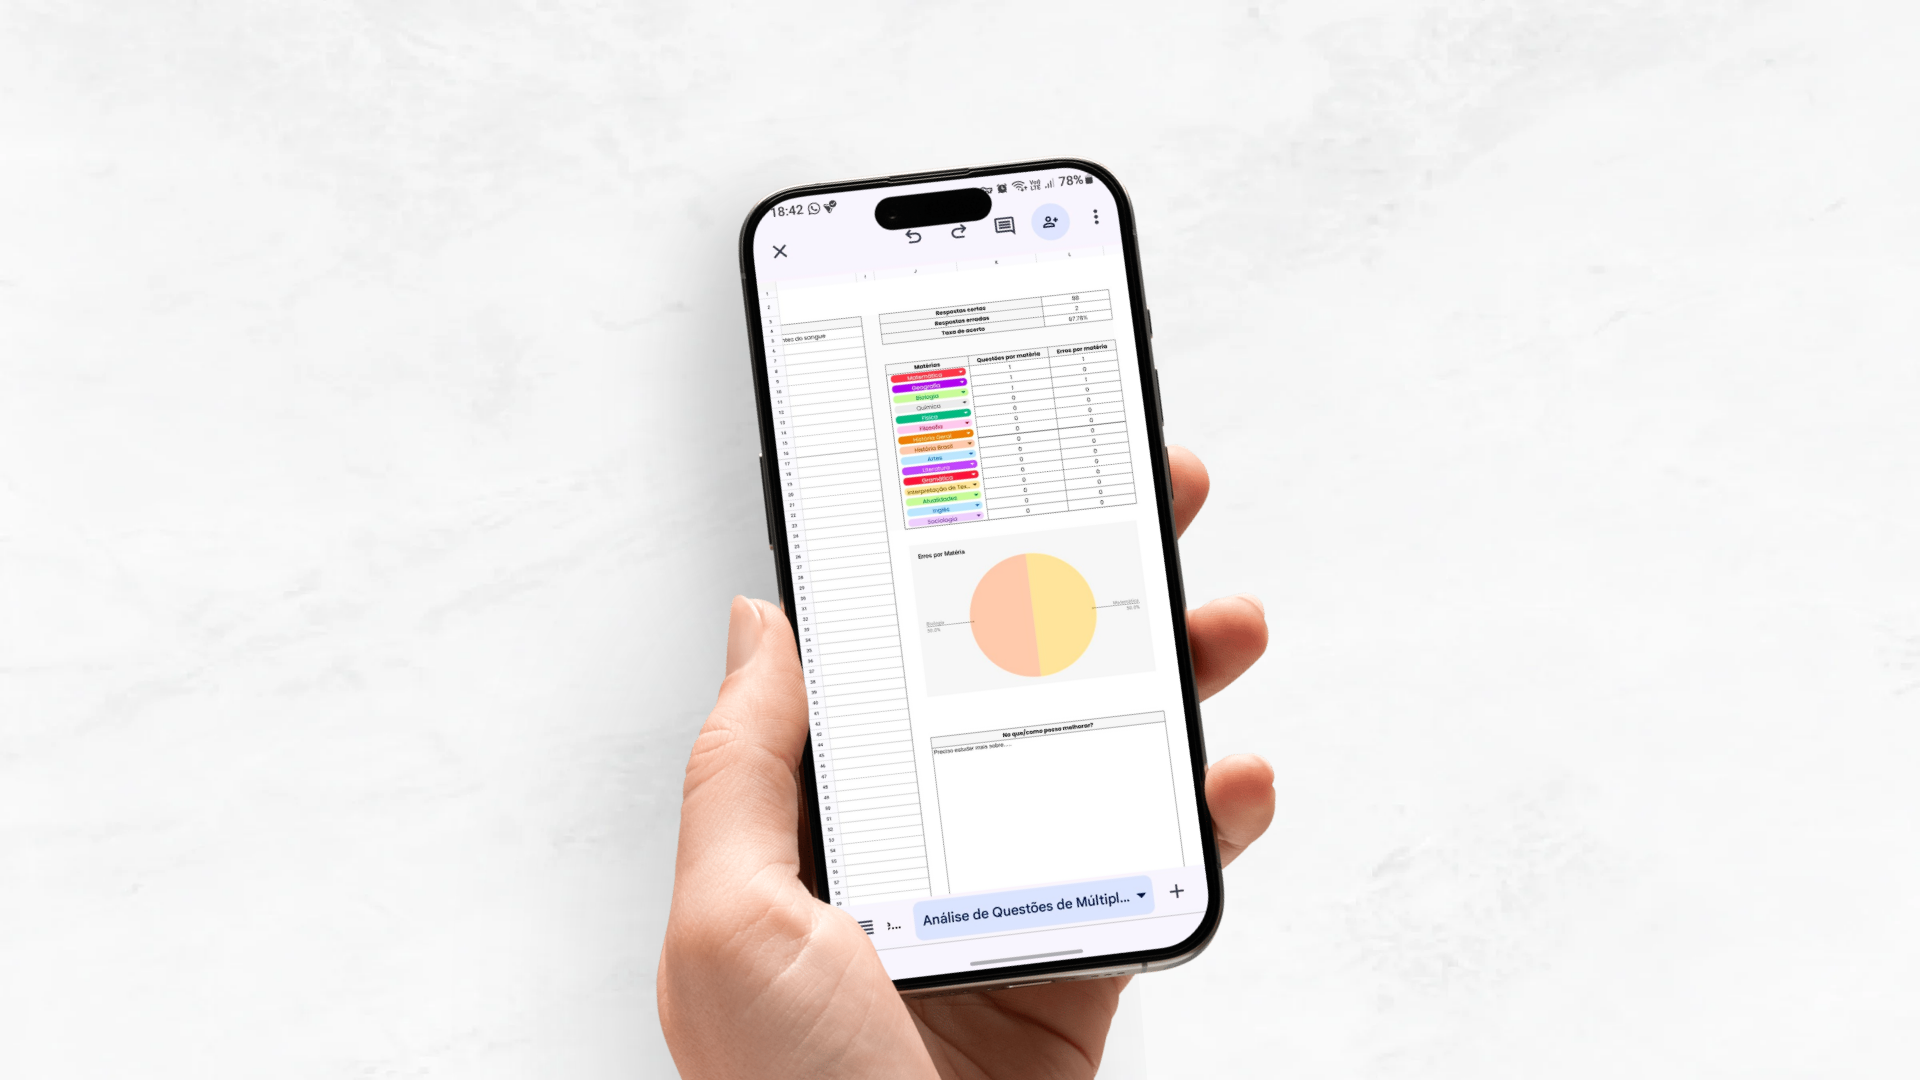 18:42
78%
J K L
Respostas certas 88
Respostas erradas 2
Taxa de acerto 97,78%
do sangue
Matérias Questões por matéria Erros por matéria
Matemática 1 1
Geografia 1 0
Biologia 1 1
Química 0 0
Física 0 0
Filosofia 0 0
História Geral 0 0
História Brasil 0 0
Artes 0 0
Literatura 0 0
Gramática 0 0
Interpretação de Tex... 0 0
Atualidades 0 0
Inglês 0 0
Sociologia 0 0
Erros por Matéria
Matemática
50,0%
Biologia
50,0%
No que/como posso melhorar?
Preciso estudar mais sobre....
Análise de Questões de Múltipl...